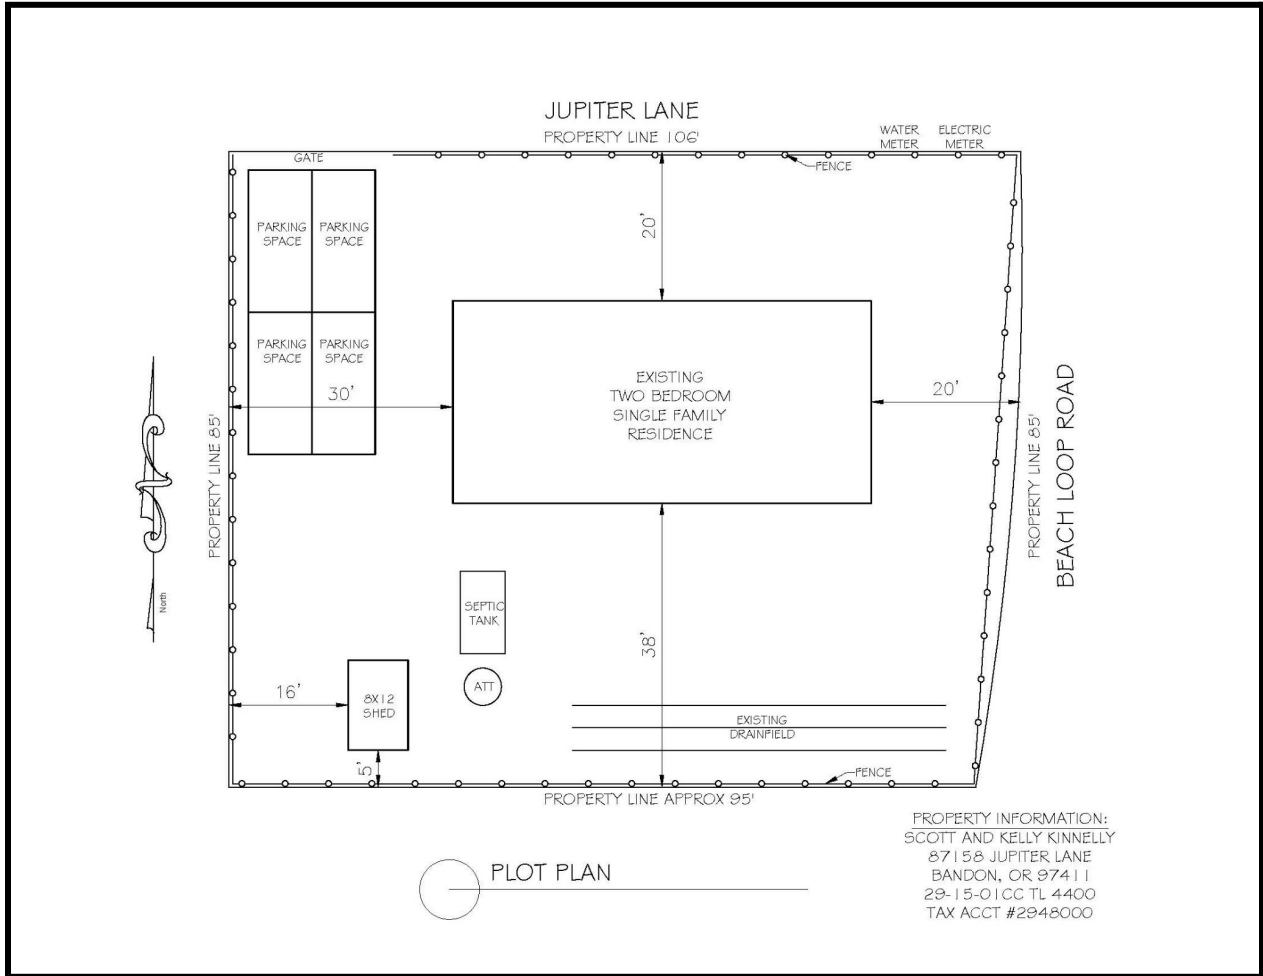 JUPITER LANE
PROPERTY LINE 106'
WATER
METER
ELECTRIC
METER
GATE
FENCE
PARKING
SPACE
PARKING
SPACE
20'
PARKING
SPACE
PARKING
SPACE
30'
EXISTING
TWO BEDROOM
SINGLE FAMILY
RESIDENCE
20'
PROPERTY LINE 85'
PROPERTY LINE 85'
BEACH LOOP ROAD
North
SEPTIC
TANK
38'
ATT
16'
8X12
SHED
EXISTING
DRAINFIELD
5'
FENCE
PROPERTY LINE APPROX 95'
PLOT PLAN
PROPERTY INFORMATION:
SCOTT AND KELLY KINNELLY
87158 JUPITER LANE
BANDON, OR 97411
29-15-01CC TL 4400
TAX ACCT #2948000